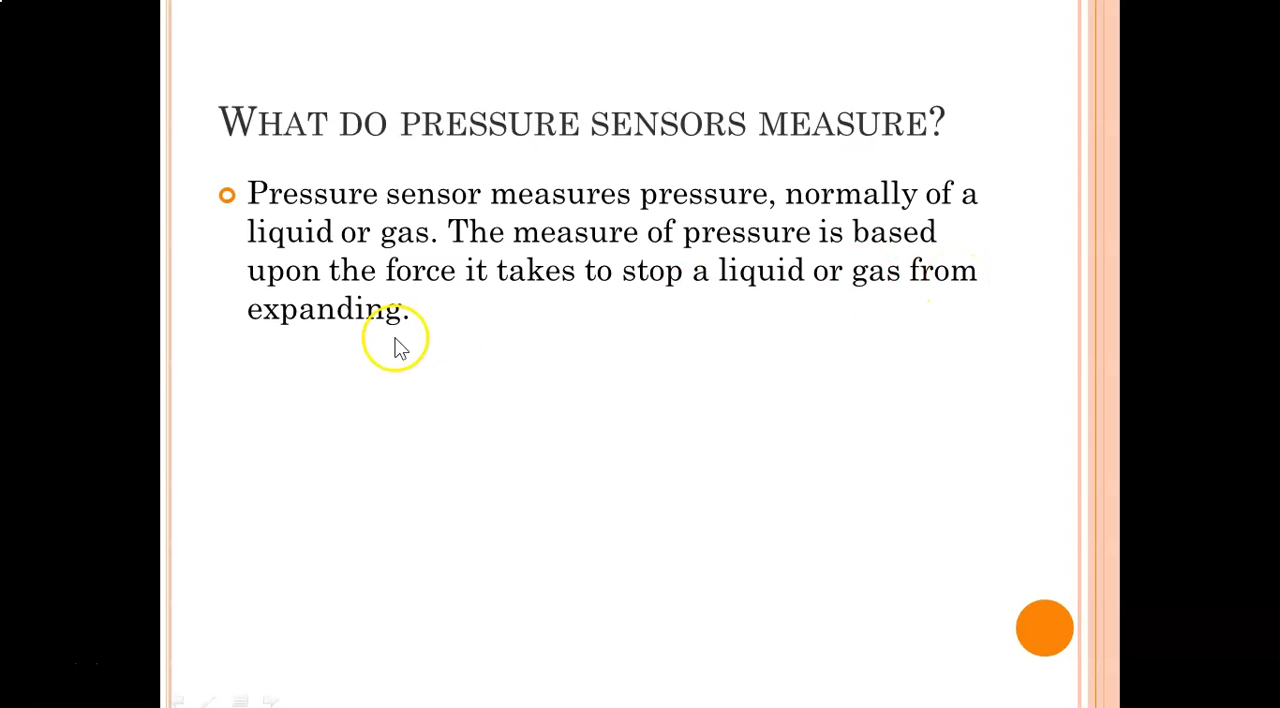 WHAT DO PRESSURE SENSORS MEASURE?
Pressure sensor measures pressure, normally of a
liquid or gas. The measure of pressure is based
upon the force it takes to stop a liquid or gas from
expanding.